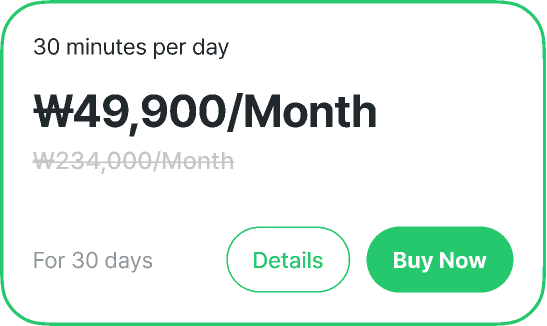 30 minutes per day
₩49,900/Month
₩234,000/Month
For 30 days
Details
Buy Now